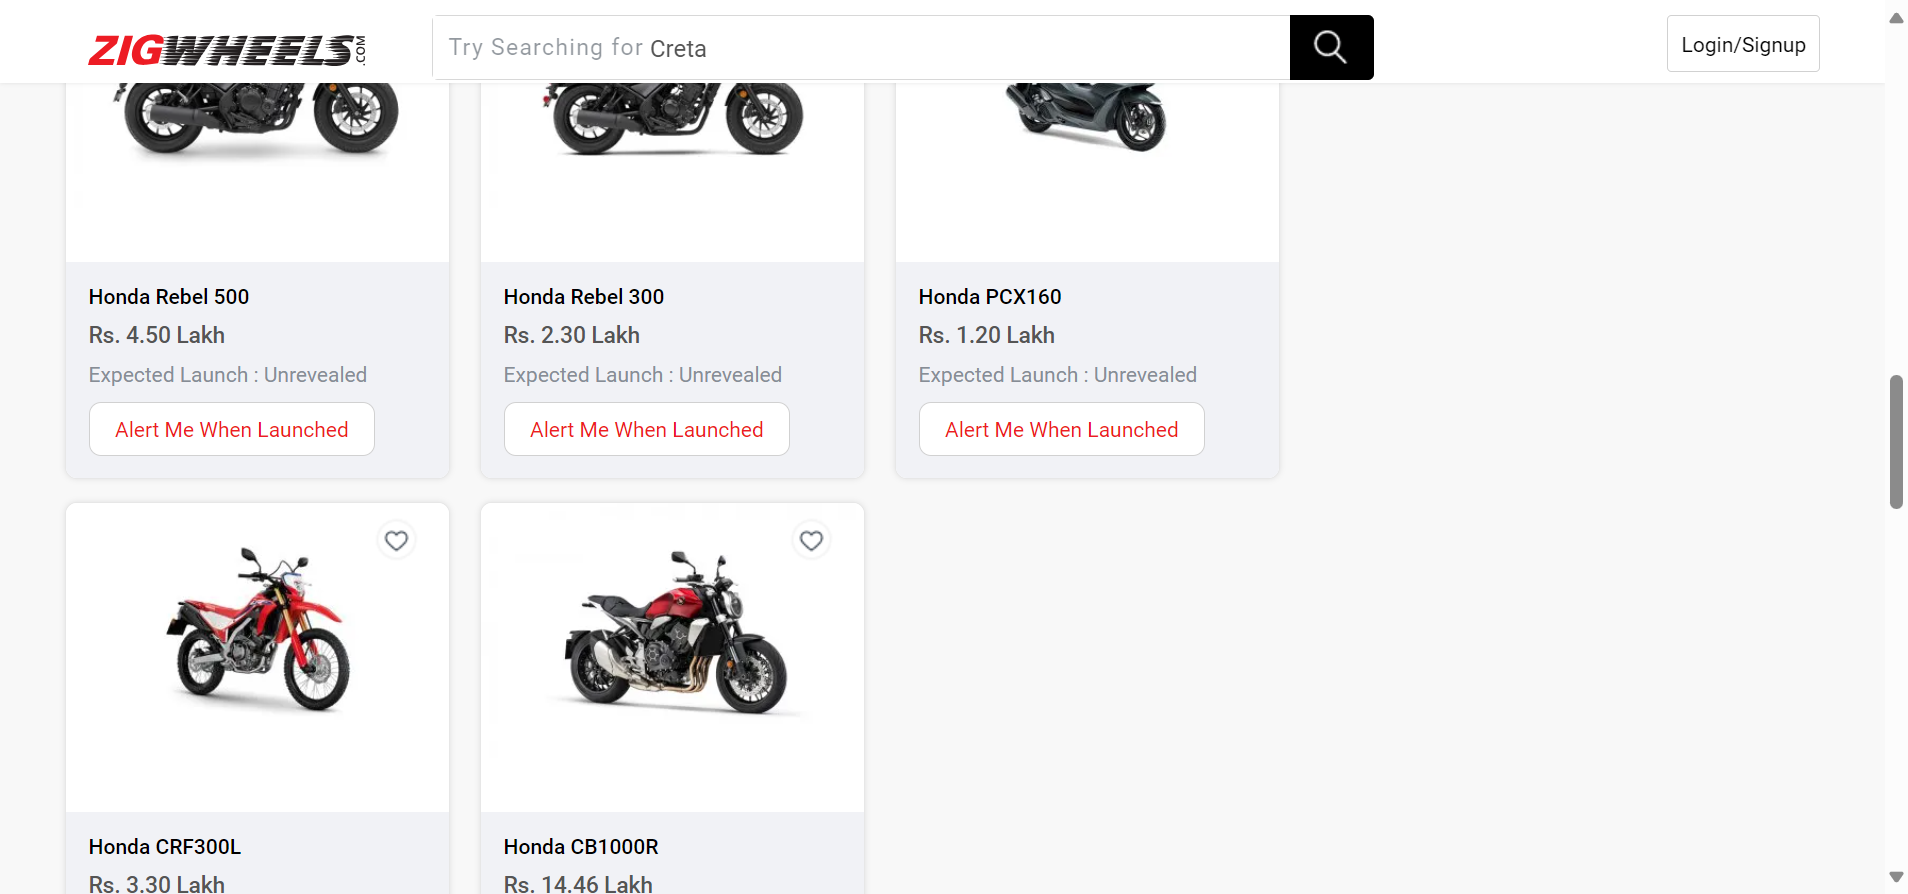 ZIGWHEELS.COM
Try Searching for Creta
Login/Signup
Honda Rebel 500
Rs. 4.50 Lakh
Expected Launch : Unrevealed
Alert Me When Launched
Honda Rebel 300
Rs. 2.30 Lakh
Expected Launch : Unrevealed
Alert Me When Launched
Honda PCX160
Rs. 1.20 Lakh
Expected Launch : Unrevealed
Alert Me When Launched
Honda CRF300L
Rs. 3.30 Lakh
Honda CB1000R
Rs. 14.46 Lakh